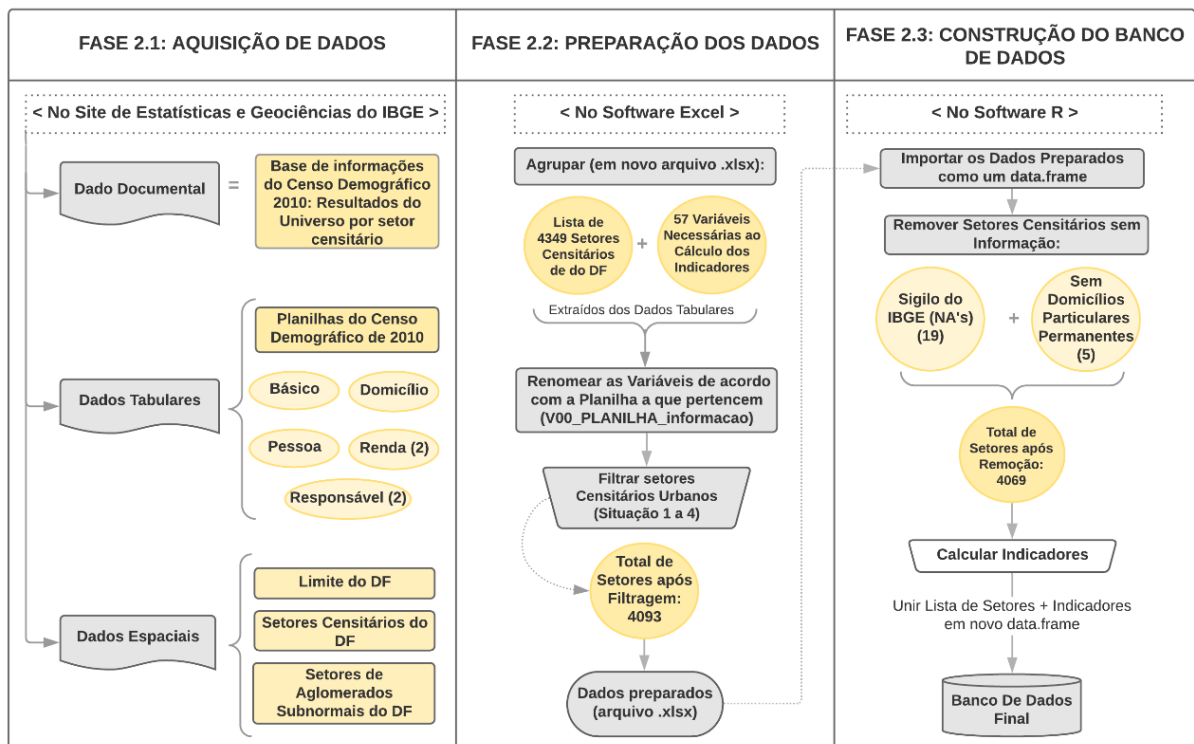 FASE 2.1: AQUISIÇÃO DE DADOS
< No Site de Estatísticas e Geociências do IBGE >
Dado Documental
=
Base de informações
do Censo Demográfico
2010: Resultados do
Universo por setor
censitário
Dados Tabulares
Planilhas do Censo
Demográfico de 2010
Básico
Domicílio
Pessoa
Renda (2)
Responsável (2)
Dados Espaciais
Limite do DF
Setores Censitários do
DF
Setores de
Aglomerados
Subnormais do DF
FASE 2.2: PREPARAÇÃO DOS DADOS
< No Software Excel >
Agrupar (em novo arquivo .xlsx):
Lista de
4349 Setores
Censitários
de do DF
+
57 Variáveis
Necessárias ao
Cálculo dos
Indicadores
Extraídos dos Dados Tabulares
Renomear as Variáveis de acordo
com a Planilha a que pertencem
(V00_PLANILHA_informacao)
Filtrar setores
Censitários Urbanos
(Situação 1 a 4)
Total de
Setores após
Filtragem:
4093
Dados preparados
(arquivo .xlsx)
FASE 2.3: CONSTRUÇÃO DO BANCO
DE DADOS
< No Software R >
Importar os Dados Preparados
como um data.frame
Remover Setores Censitários sem
Informação:
Sigilo do
IBGE (NA's)
(19)
+
Sem
Domicílios
Particulares
Permanentes
(5)
Total de
Setores após
Remoção:
4069
Calcular Indicadores
Unir Lista de Setores + Indicadores
em novo data.frame
Banco De Dados
Final